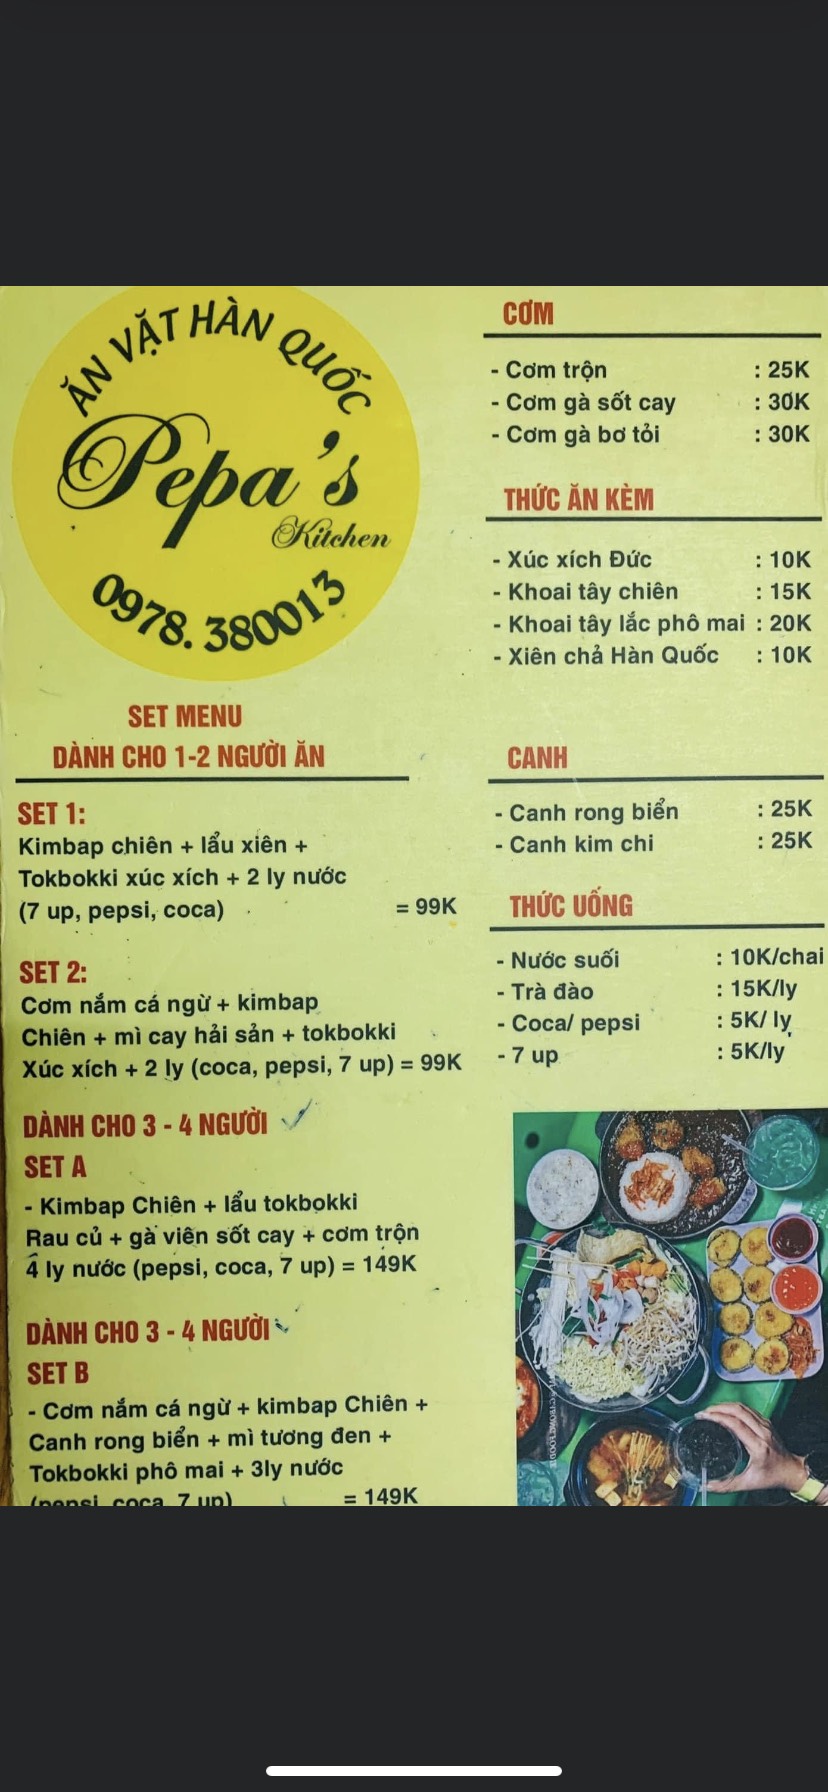 ĂN VẶT HÀN QUỐC
Pepa's
Kitchen
0978. 380013
SET MENU
DÀNH CHO 1-2 NGƯỜI ĂN
SET 1:
Kimbap chiên + lẩu xiên +
Tokbokki xúc xích + 2 ly nước
(7 up, pepsi, coca) = 99K
SET 2:
Cơm nắm cá ngừ + kimbap
Chiên + mì cay hải sản + tokbokki
Xúc xích + 2 ly (coca, pepsi, 7 up) = 99K
DÀNH CHO 3 - 4 NGƯỜI
SET A
- Kimbap Chiên + lẩu tokbokki
Rau củ + gà viên sốt cay + cơm trộn
4 ly nước (pepsi, coca, 7 up) = 149K
DÀNH CHO 3 - 4 NGƯỜI
SET B
- Cơm nắm cá ngừ + kimbap Chiên +
Canh rong biển + mì tương đen +
Tokbokki phô mai + 3ly nước
(pepsi, coca, 7 up) = 149K
CƠM
- Cơm trộn : 25K
- Cơm gà sốt cay : 30K
- Cơm gà bơ tỏi : 30K
THỨC ĂN KÈM
- Xúc xích Đức : 10K
- Khoai tây chiên : 15K
- Khoai tây lắc phô mai : 20K
- Xiên chả Hàn Quốc : 10K
CANH
- Canh rong biển : 25K
- Canh kim chi : 25K
THỨC UỐNG
- Nước suối : 10K/chai
- Trà đào : 15K/ly
- Coca/ pepsi : 5K/ ly
- 7 up : 5K/ly